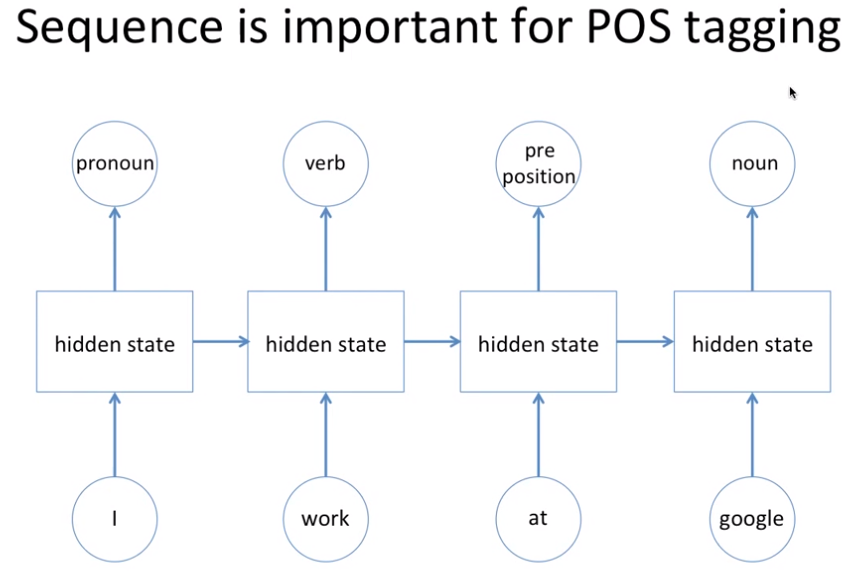 Sequence is important for POS tagging
pronoun
verb
pre
position
noun
hidden state
hidden state
hidden state
hidden state
I
work
at
google